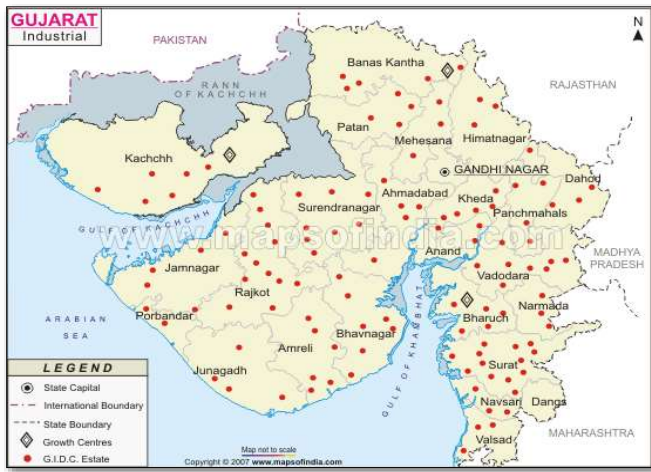 GUJARAT
Industrial
N
PAKISTAN
RANN
OF KACHCHH
RAJASTHAN
Banas Kantha
Patan
Mehesana
Himatnagar
Kachchh
GANDHI NAGAR
Dahod
Ahmadabad
Kheda
Surendranagar
Panchmahals
GULF OF KACHCHH
www.mapsofindia.com
Anand
MADHYA
PRADESH
Jamnagar
Vadodara
Rajkot
Narmada
Porbandar
Bharuch
ARABIAN
SEA
GULF OF KHAMBHAT
Bhavnagar
Amreli
Junagadh
Surat
Navsari
Dangs
Valsad
MAHARASHTRA
LEGEND
State Capital
International Boundary
State Boundary
Growth Centres
G.I.D.C. Estate
Map not to scale
Copyright © 2007 www.mapsofindia.com